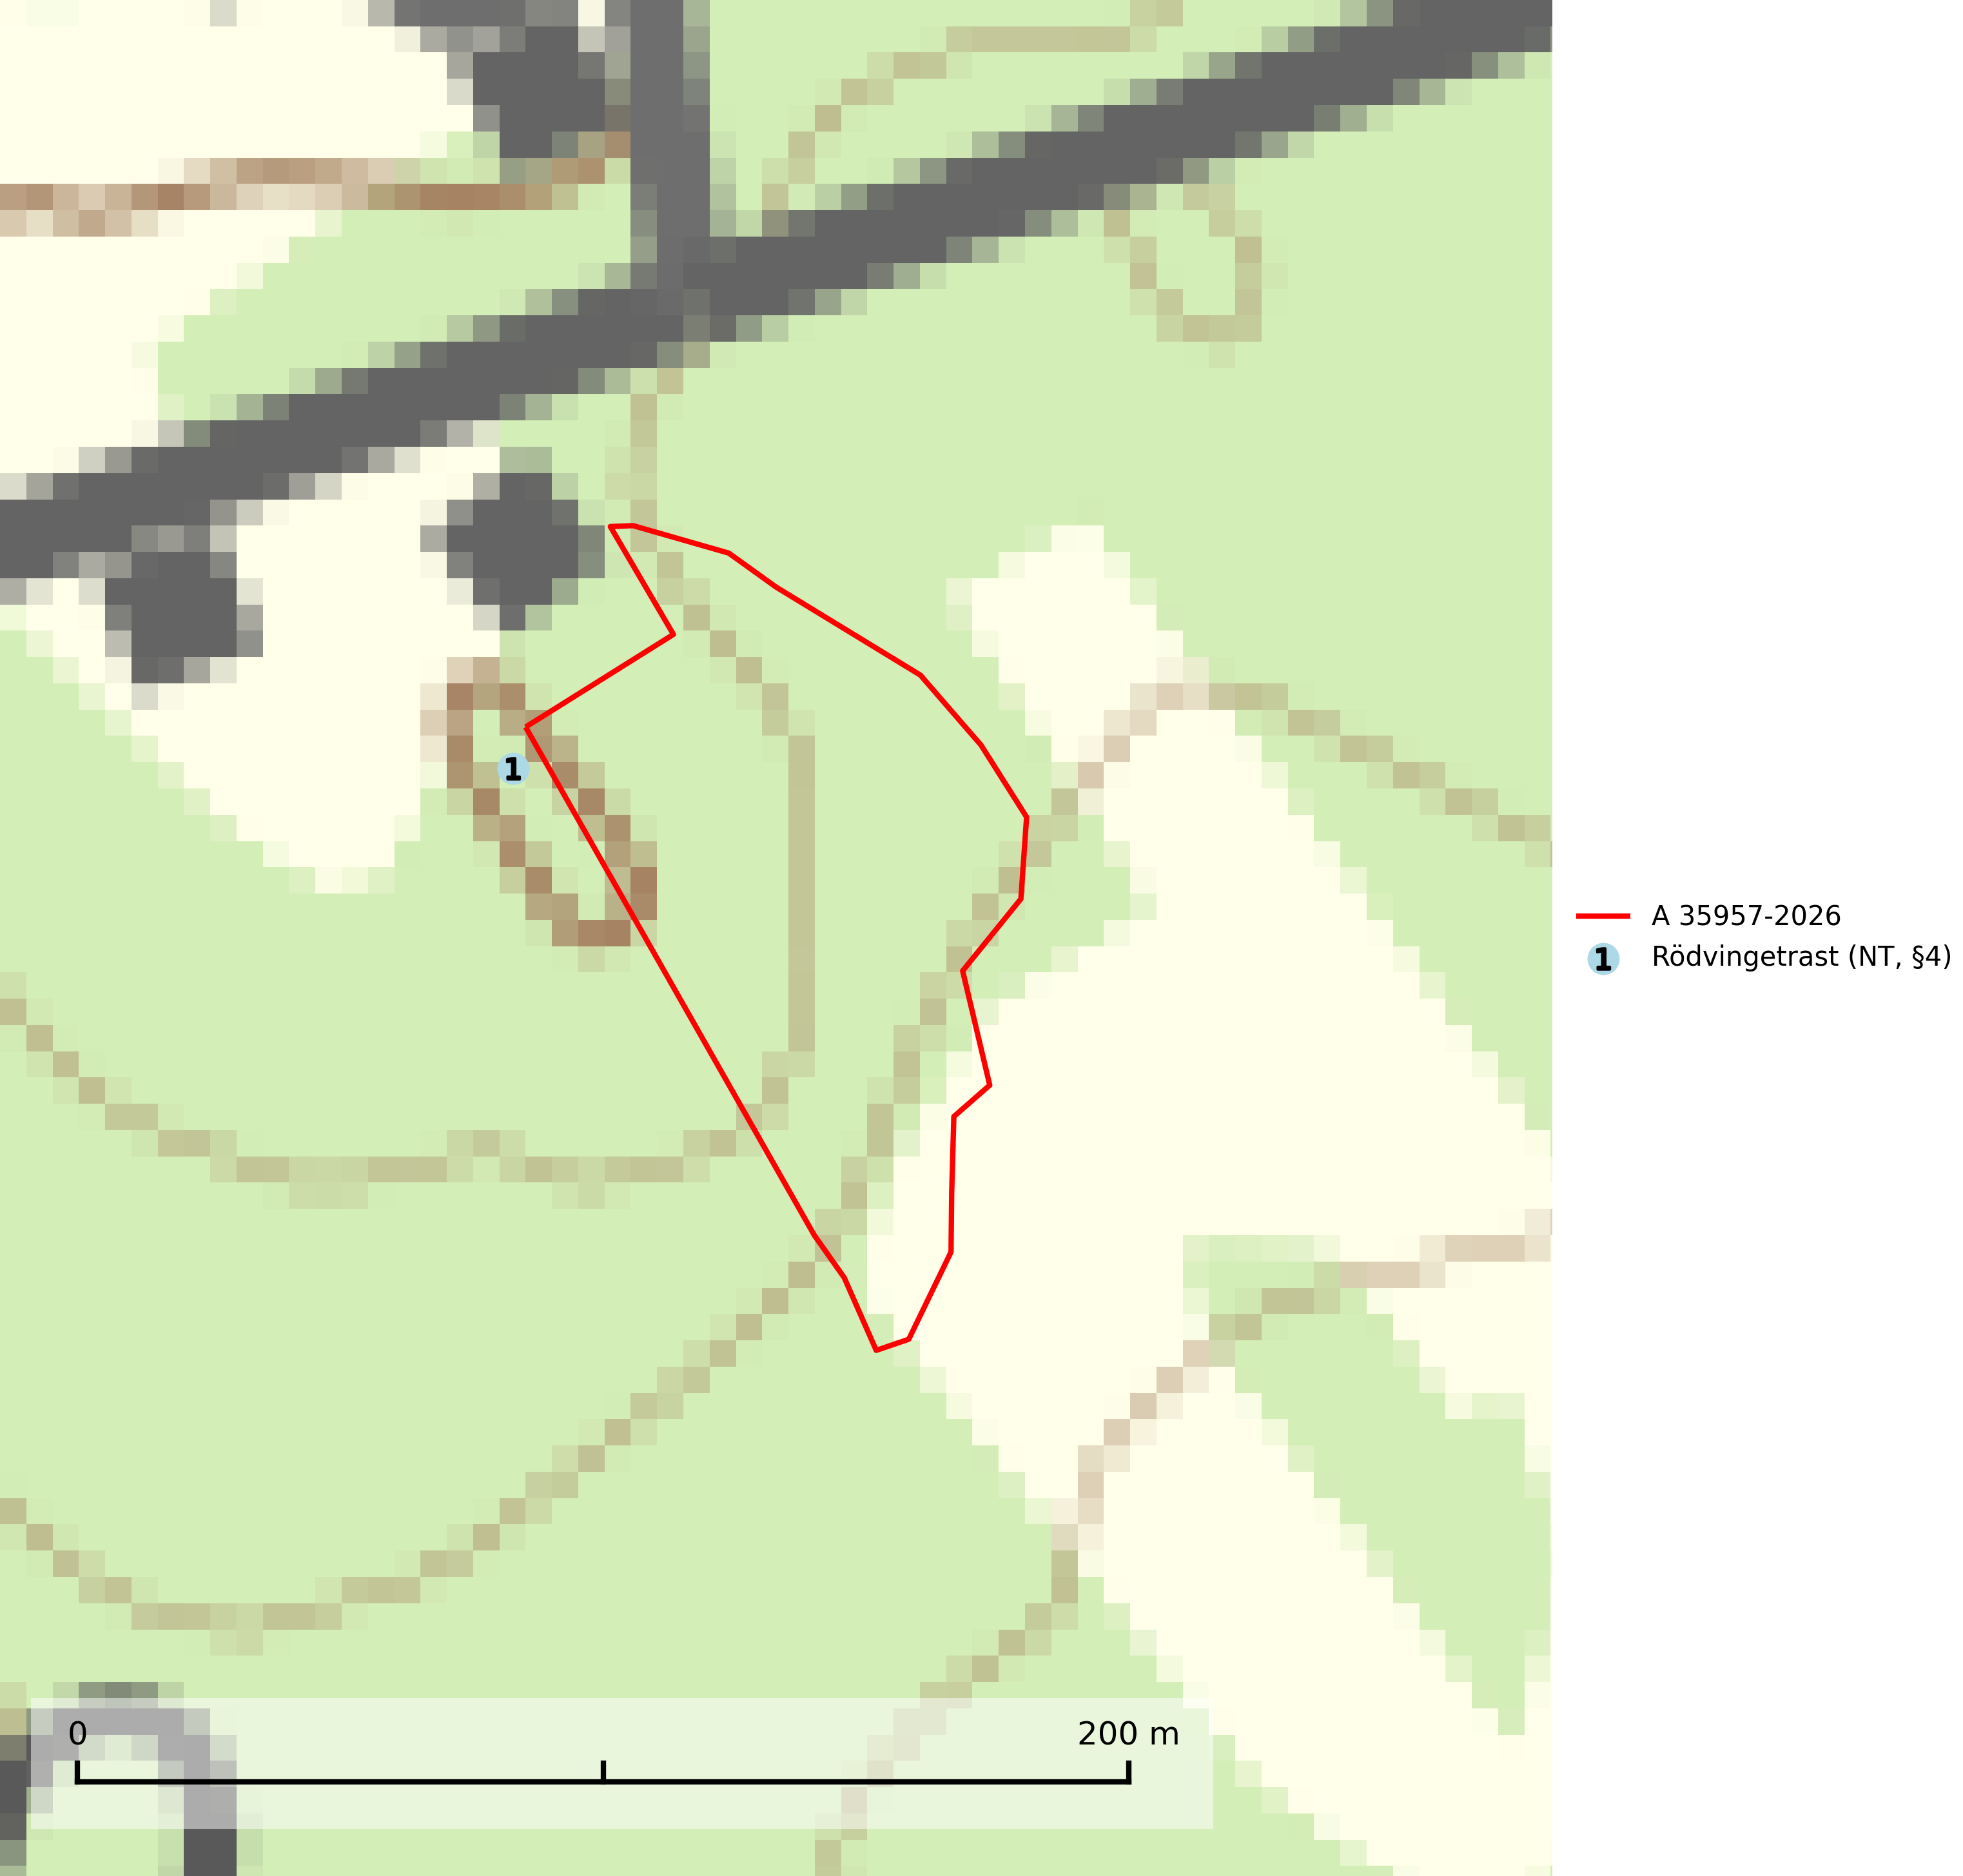 1
A 35957-2026
1 Rödvingetrast (NT, §4)
0 200 m